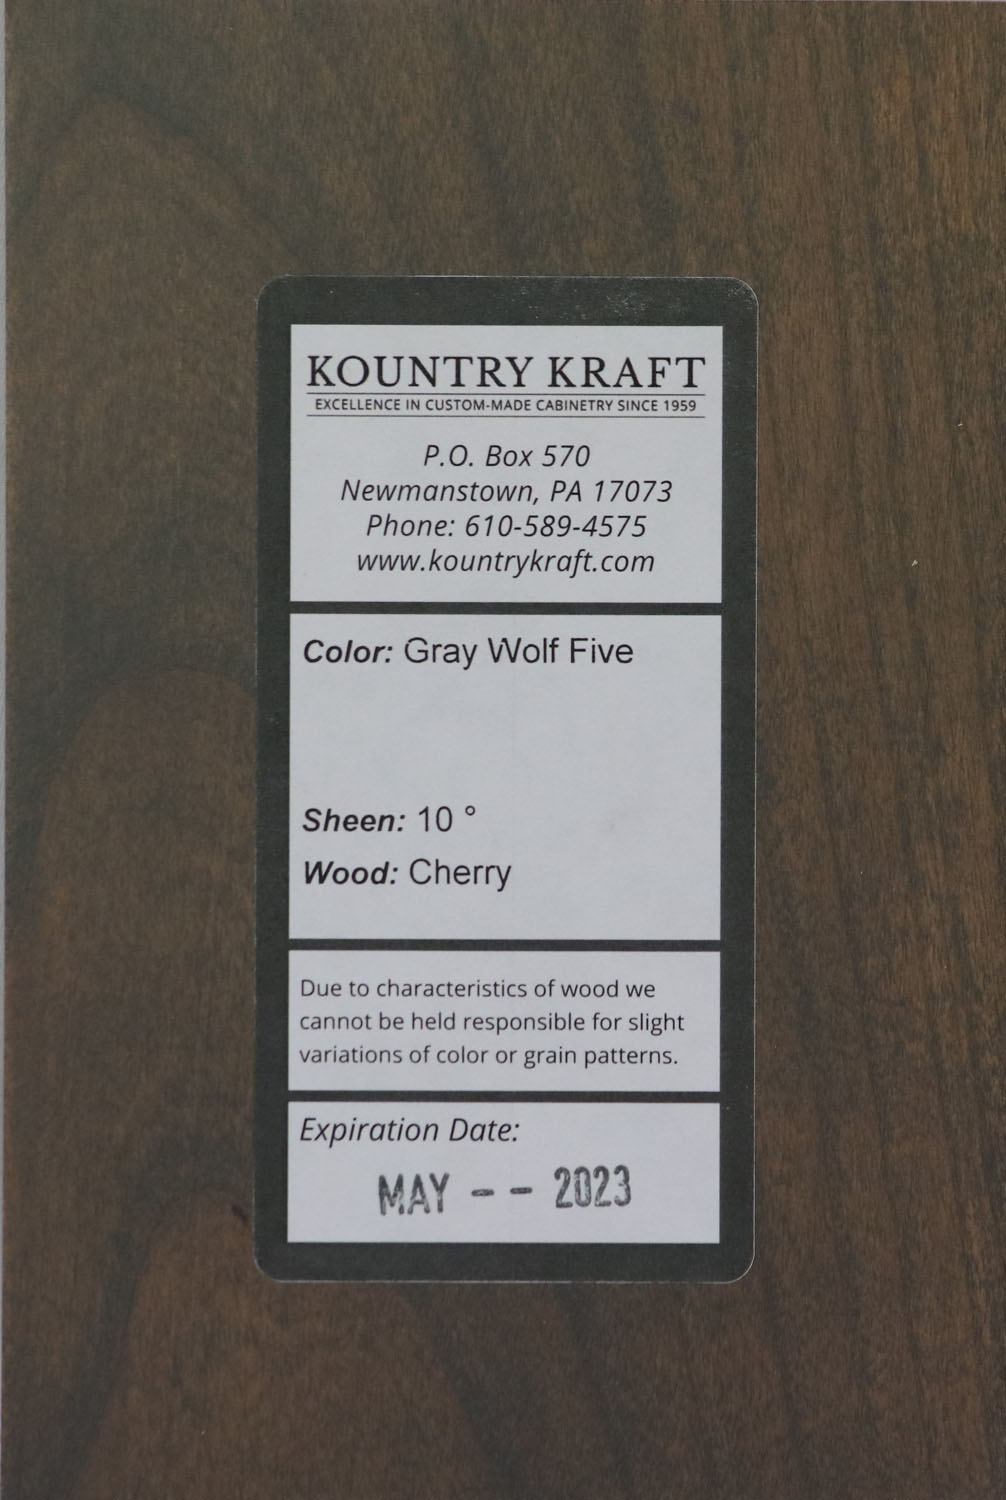 KOUNTRY KRAFT
EXCELLENCE IN CUSTOM-MADE CABINETRY SINCE 1959
P.O. Box 570
Newmanstown, PA 17073
Phone: 610-589-4575
www.kountrykraft.com
Color: Gray Wolf Five
Sheen: 10 °
Wood: Cherry
Due to characteristics of wood we
cannot be held responsible for slight
variations of color or grain patterns.
Expiration Date:
MAY -- 2023